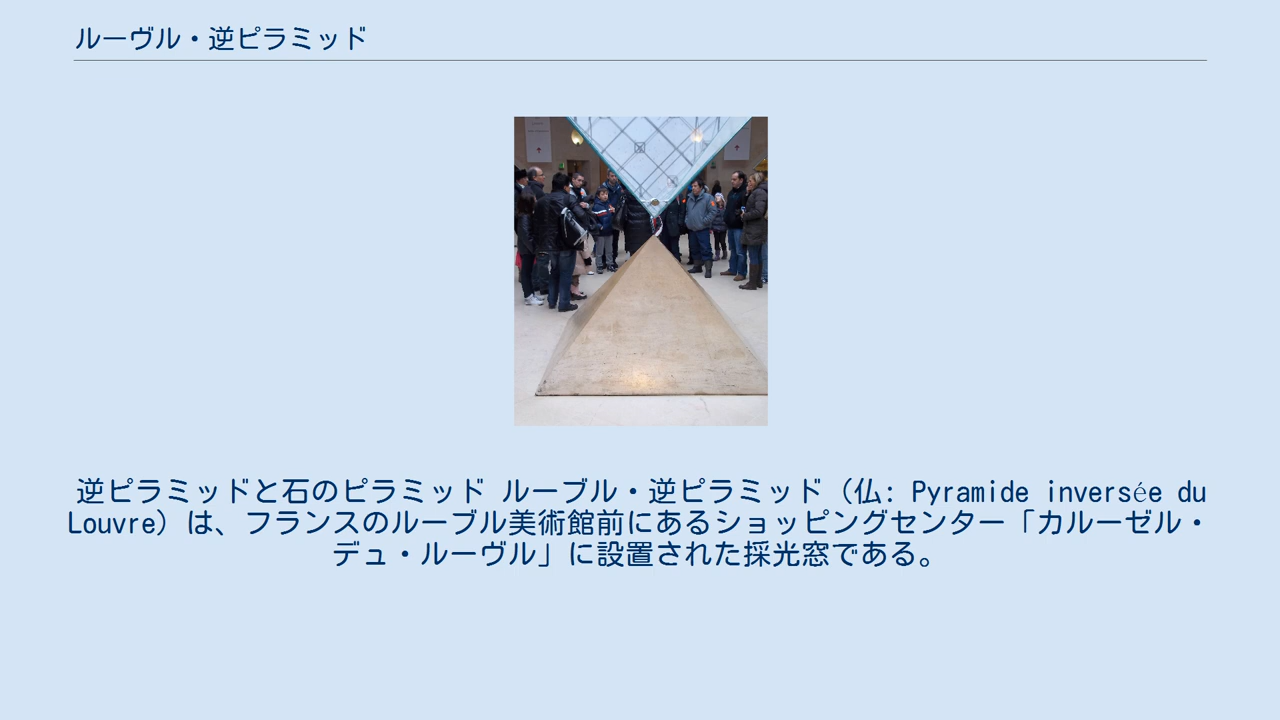 ルーヴル・逆ピラミッド
逆ピラミッドと石のピラミッド ルーブル・逆ピラミッド（仏: Pyramide inversée du
Louvre）は、フランスのルーブル美術館前にあるショッピングセンター「カルーゼル・
デュ・ルーヴル」に設置された採光窓である。